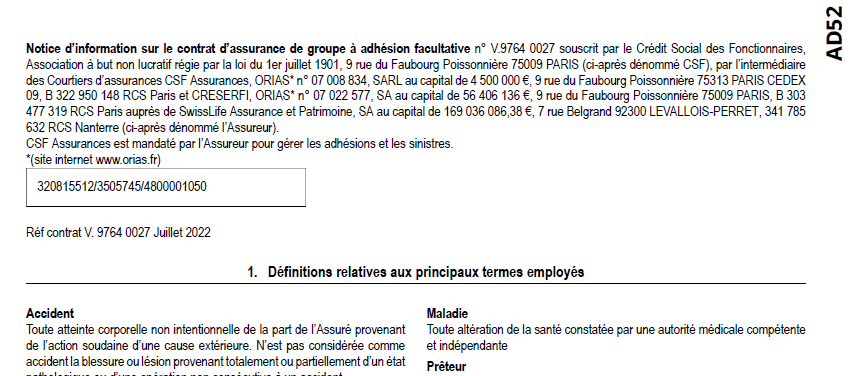 AD52
Notice d'information sur le contrat d'assurance de groupe à adhésion facultative n° V.9764 0027 souscrit par le Crédit Social des Fonctionnaires,
Association à but non lucratif régie par la loi du 1er juillet 1901, 9 rue du Faubourg Poissonnière 75009 PARIS (ci-après dénommé CSF), par l'intermédiaire
des Courtiers d'assurances CSF Assurances, ORIAS* n° 07 008 834, SARL au capital de 4 500 000 €, 9 rue du Faubourg Poissonnière 75313 PARIS CEDEX
09, B 322 950 148 RCS Paris et CRESERFI, ORIAS* n° 07 022 577, SA au capital de 56 406 136 €, 9 rue du Faubourg Poissonnière 75009 PARIS, B 303
477 319 RCS Paris auprès de SwissLife Assurance et Patrimoine, SA au capital de 169 036 086,38 €, 7 rue Belgrand 92300 LEVALLOIS-PERRET, 341 785
632 RCS Nanterre (ci-après dénommé l'Assureur).
CSF Assurances est mandaté par l'Assureur pour gérer les adhésions et les sinistres.
*(site internet www.orias.fr)
320815512/3505745/4800001050
Réf contrat V. 9764 0027 Juillet 2022
1. Définitions relatives aux principaux termes employés
Accident
Toute atteinte corporelle non intentionnelle de la part de l'Assuré provenant
de l'action soudaine d'une cause extérieure. N'est pas considérée comme
accident la blessure ou lésion provenant totalement ou partiellement d'un état
Maladie
Toute altération de la santé constatée par une autorité médicale compétente
et indépendante
Prêteur